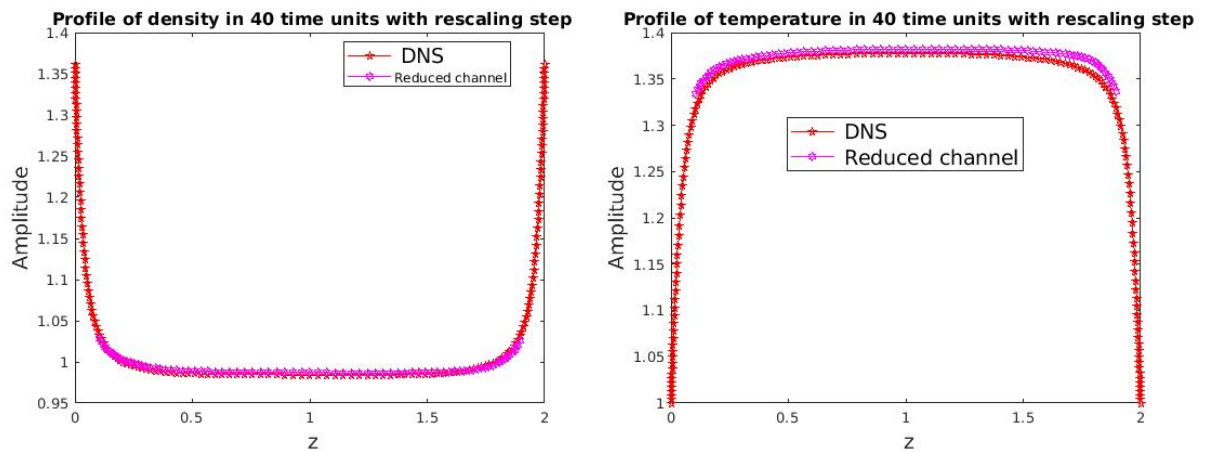 Profile of density in 40 time units with rescaling step
1.4
1.35
1.3
1.25
1.2
1.15
1.1
1.05
1
0.95
Amplitude
DNS
Reduced channel
0
0.5
1
1.5
2
z
Profile of temperature in 40 time units with rescaling step
1.4
1.35
1.3
1.25
1.2
1.15
1.1
1.05
1
Amplitude
DNS
Reduced channel
0
0.5
1
1.5
2
z